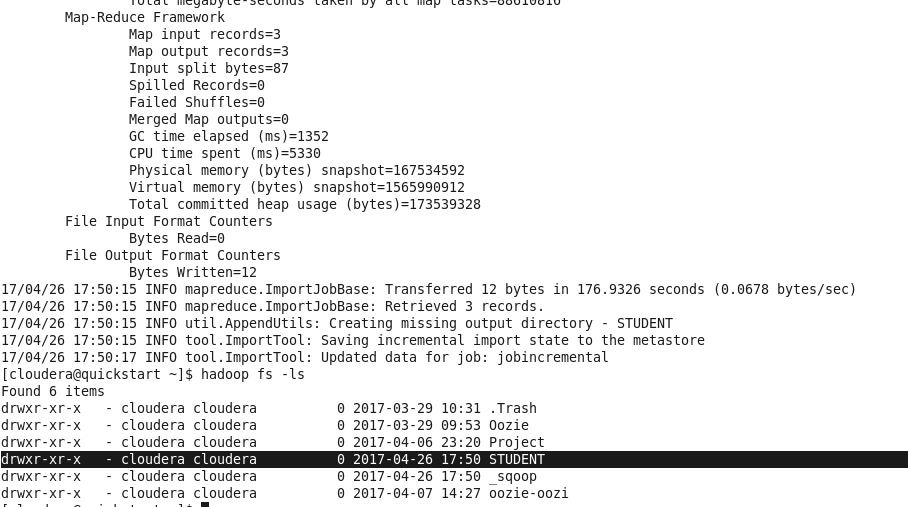 Total megabyte-seconds taken by all map tasks=88610816
Map-Reduce Framework
Map input records=3
Map output records=3
Input split bytes=87
Spilled Records=0
Failed Shuffles=0
Merged Map outputs=0
GC time elapsed (ms)=1352
CPU time spent (ms)=5330
Physical memory (bytes) snapshot=167534592
Virtual memory (bytes) snapshot=1565990912
Total committed heap usage (bytes)=173539328
File Input Format Counters
Bytes Read=0
File Output Format Counters
Bytes Written=12
17/04/26 17:50:15 INFO mapreduce.ImportJobBase: Transferred 12 bytes in 176.9326 seconds (0.0678 bytes/sec)
17/04/26 17:50:15 INFO mapreduce.ImportJobBase: Retrieved 3 records.
17/04/26 17:50:15 INFO util.AppendUtils: Creating missing output directory - STUDENT
17/04/26 17:50:15 INFO tool.ImportTool: Saving incremental import state to the metastore
17/04/26 17:50:17 INFO tool.ImportTool: Updated data for job: jobincremental
[cloudera@quickstart ~]$ hadoop fs -ls
Found 6 items
drwxr-xr-x   - cloudera cloudera          0 2017-03-29 10:31 .Trash
drwxr-xr-x   - cloudera cloudera          0 2017-03-29 09:53 Oozie
drwxr-xr-x   - cloudera cloudera          0 2017-04-06 23:20 Project
drwxr-xr-x   - cloudera cloudera          0 2017-04-26 17:50 STUDENT
drwxr-xr-x   - cloudera cloudera          0 2017-04-26 17:50 _sqoop
drwxr-xr-x   - cloudera cloudera          0 2017-04-07 14:27 oozie-oozi